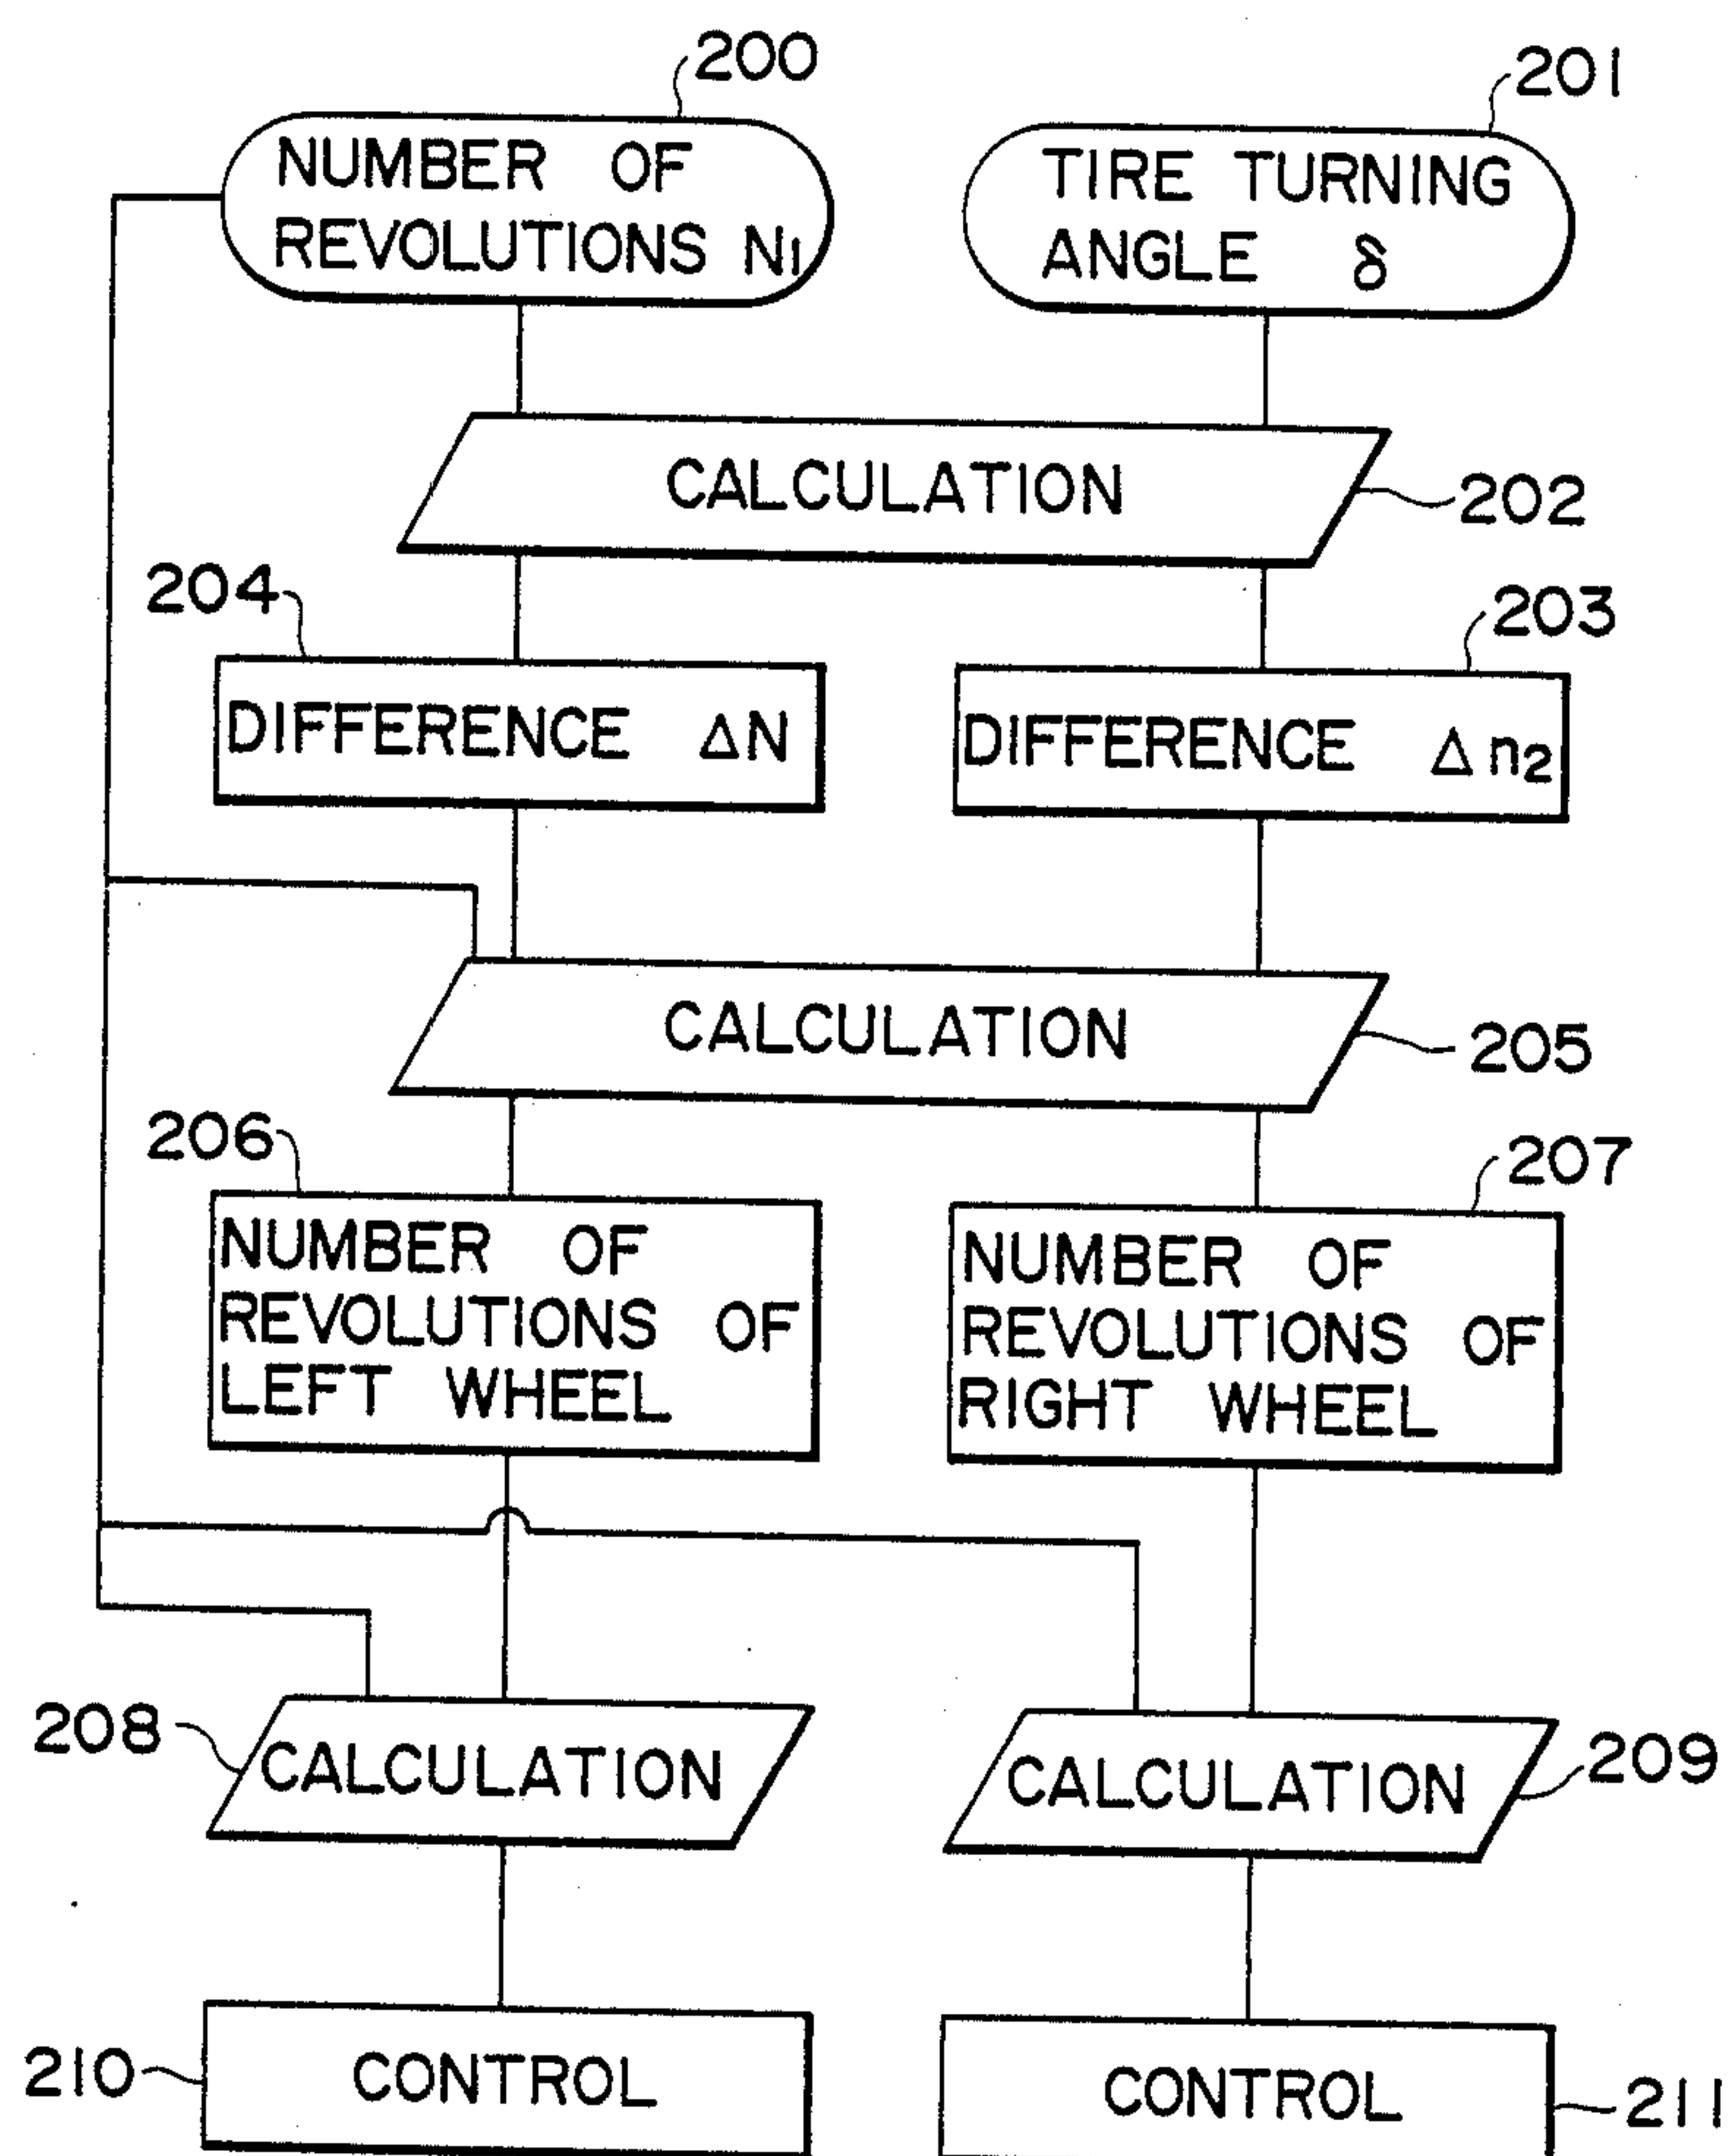 200
NUMBER OF
REVOLUTIONS N1
201
TIRE TURNING
ANGLE δ
CALCULATION
202
204
DIFFERENCE ΔN
203
DIFFERENCE Δn2
CALCULATION
205
206
NUMBER OF
REVOLUTIONS OF
LEFT WHEEL
207
NUMBER OF
REVOLUTIONS OF
RIGHT WHEEL
208
CALCULATION
CALCULATION
209
210
CONTROL
CONTROL
211